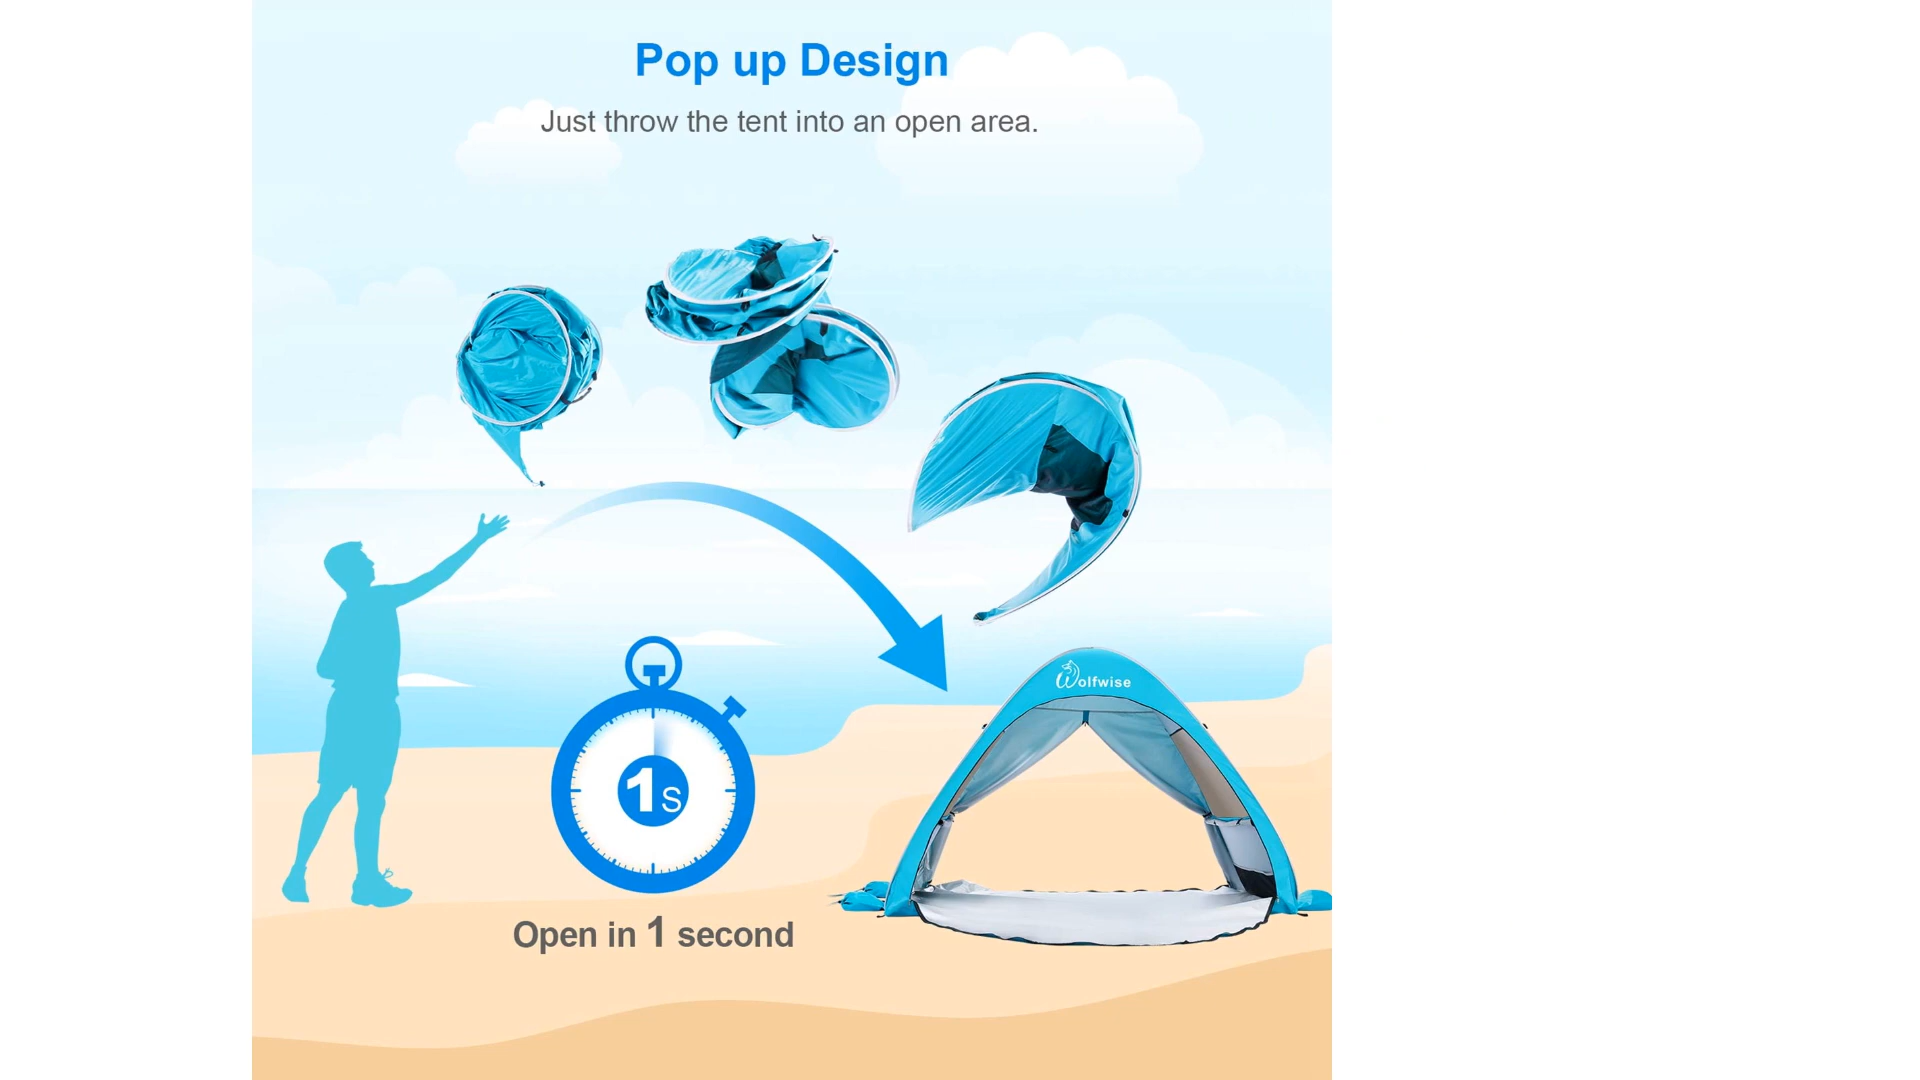 Pop up Design
Just throw the tent into an open area.
Wolfwise
1s
Open in 1 second